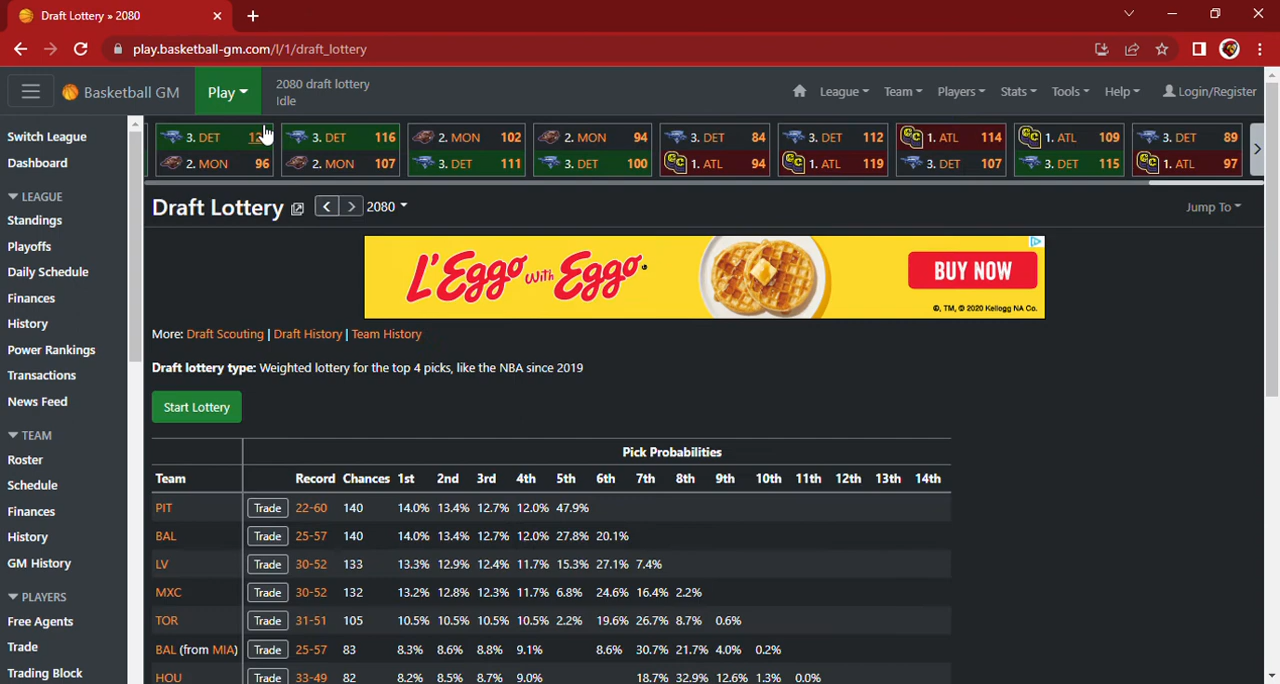 Draft Lottery » 2080
play.basketball-gm.com/l/1/draft_lottery
Basketball GM
Play
2080 draft lottery
Idle
League
Team
Players
Stats
Tools
Help
Login/Register
3. DET
2. MON 96
3. DET 116
2. MON 107
2. MON 102
3. DET 111
2. MON 94
3. DET 100
3. DET 84
1. ATL 94
3. DET 112
1. ATL 119
1. ATL 114
3. DET 107
1. ATL 109
3. DET 115
3. DET 89
1. ATL 97
Switch League
Dashboard
LEAGUE
Standings
Playoffs
Daily Schedule
Finances
History
Power Rankings
Transactions
News Feed
TEAM
Roster
Schedule
Finances
History
GM History
PLAYERS
Free Agents
Trade
Trading Block
Draft Lottery
2080
Jump To
L'Eggo with Eggo
BUY NOW
®, TM, © 2020 Kellogg NA Co.
More: Draft Scouting | Draft History | Team History
Draft lottery type: Weighted lottery for the top 4 picks, like the NBA since 2019
Start Lottery
Pick Probabilities
Team Record Chances 1st 2nd 3rd 4th 5th 6th 7th 8th 9th 10th 11th 12th 13th 14th
PIT Trade 22-60 140 14.0% 13.4% 12.7% 12.0% 47.9%
BAL Trade 25-57 140 14.0% 13.4% 12.7% 12.0% 27.8% 20.1%
LV Trade 30-52 133 13.3% 12.9% 12.4% 11.7% 15.3% 27.1% 7.4%
MXC Trade 30-52 132 13.2% 12.8% 12.3% 11.7% 6.8% 24.6% 16.4% 2.2%
TOR Trade 31-51 105 10.5% 10.5% 10.5% 10.5% 2.2% 19.6% 26.7% 8.7% 0.6%
BAL (from MIA) Trade 25-57 83 8.3% 8.6% 8.8% 9.1% 8.6% 30.7% 21.7% 4.0% 0.2%
HOU Trade 33-49 82 8.2% 8.5% 8.7% 9.0% 18.7% 32.9% 12.6% 1.3% 0.0%